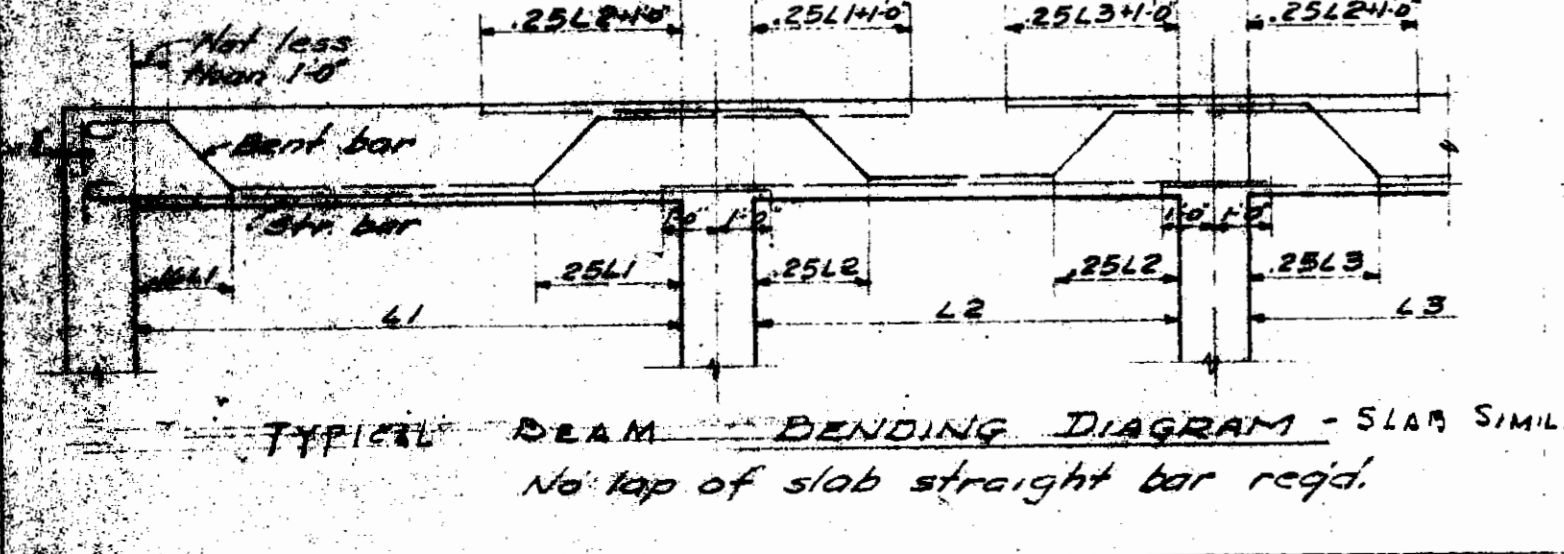 .25L2+1'0"
.25L1+1'0"
.25L3+1'0"
.25L2+1'0"
Not less
than 1'-0"
Bent bar
Str. bar
1'-0" 1'-0"
1'-0" 1'-0"
.25L1
.25L2
.25L2
.25L3
L1
L2
L3
TYPICAL BEAM BENDING DIAGRAM - SLAB SIMIL
No lap of slab straight bar req'd.